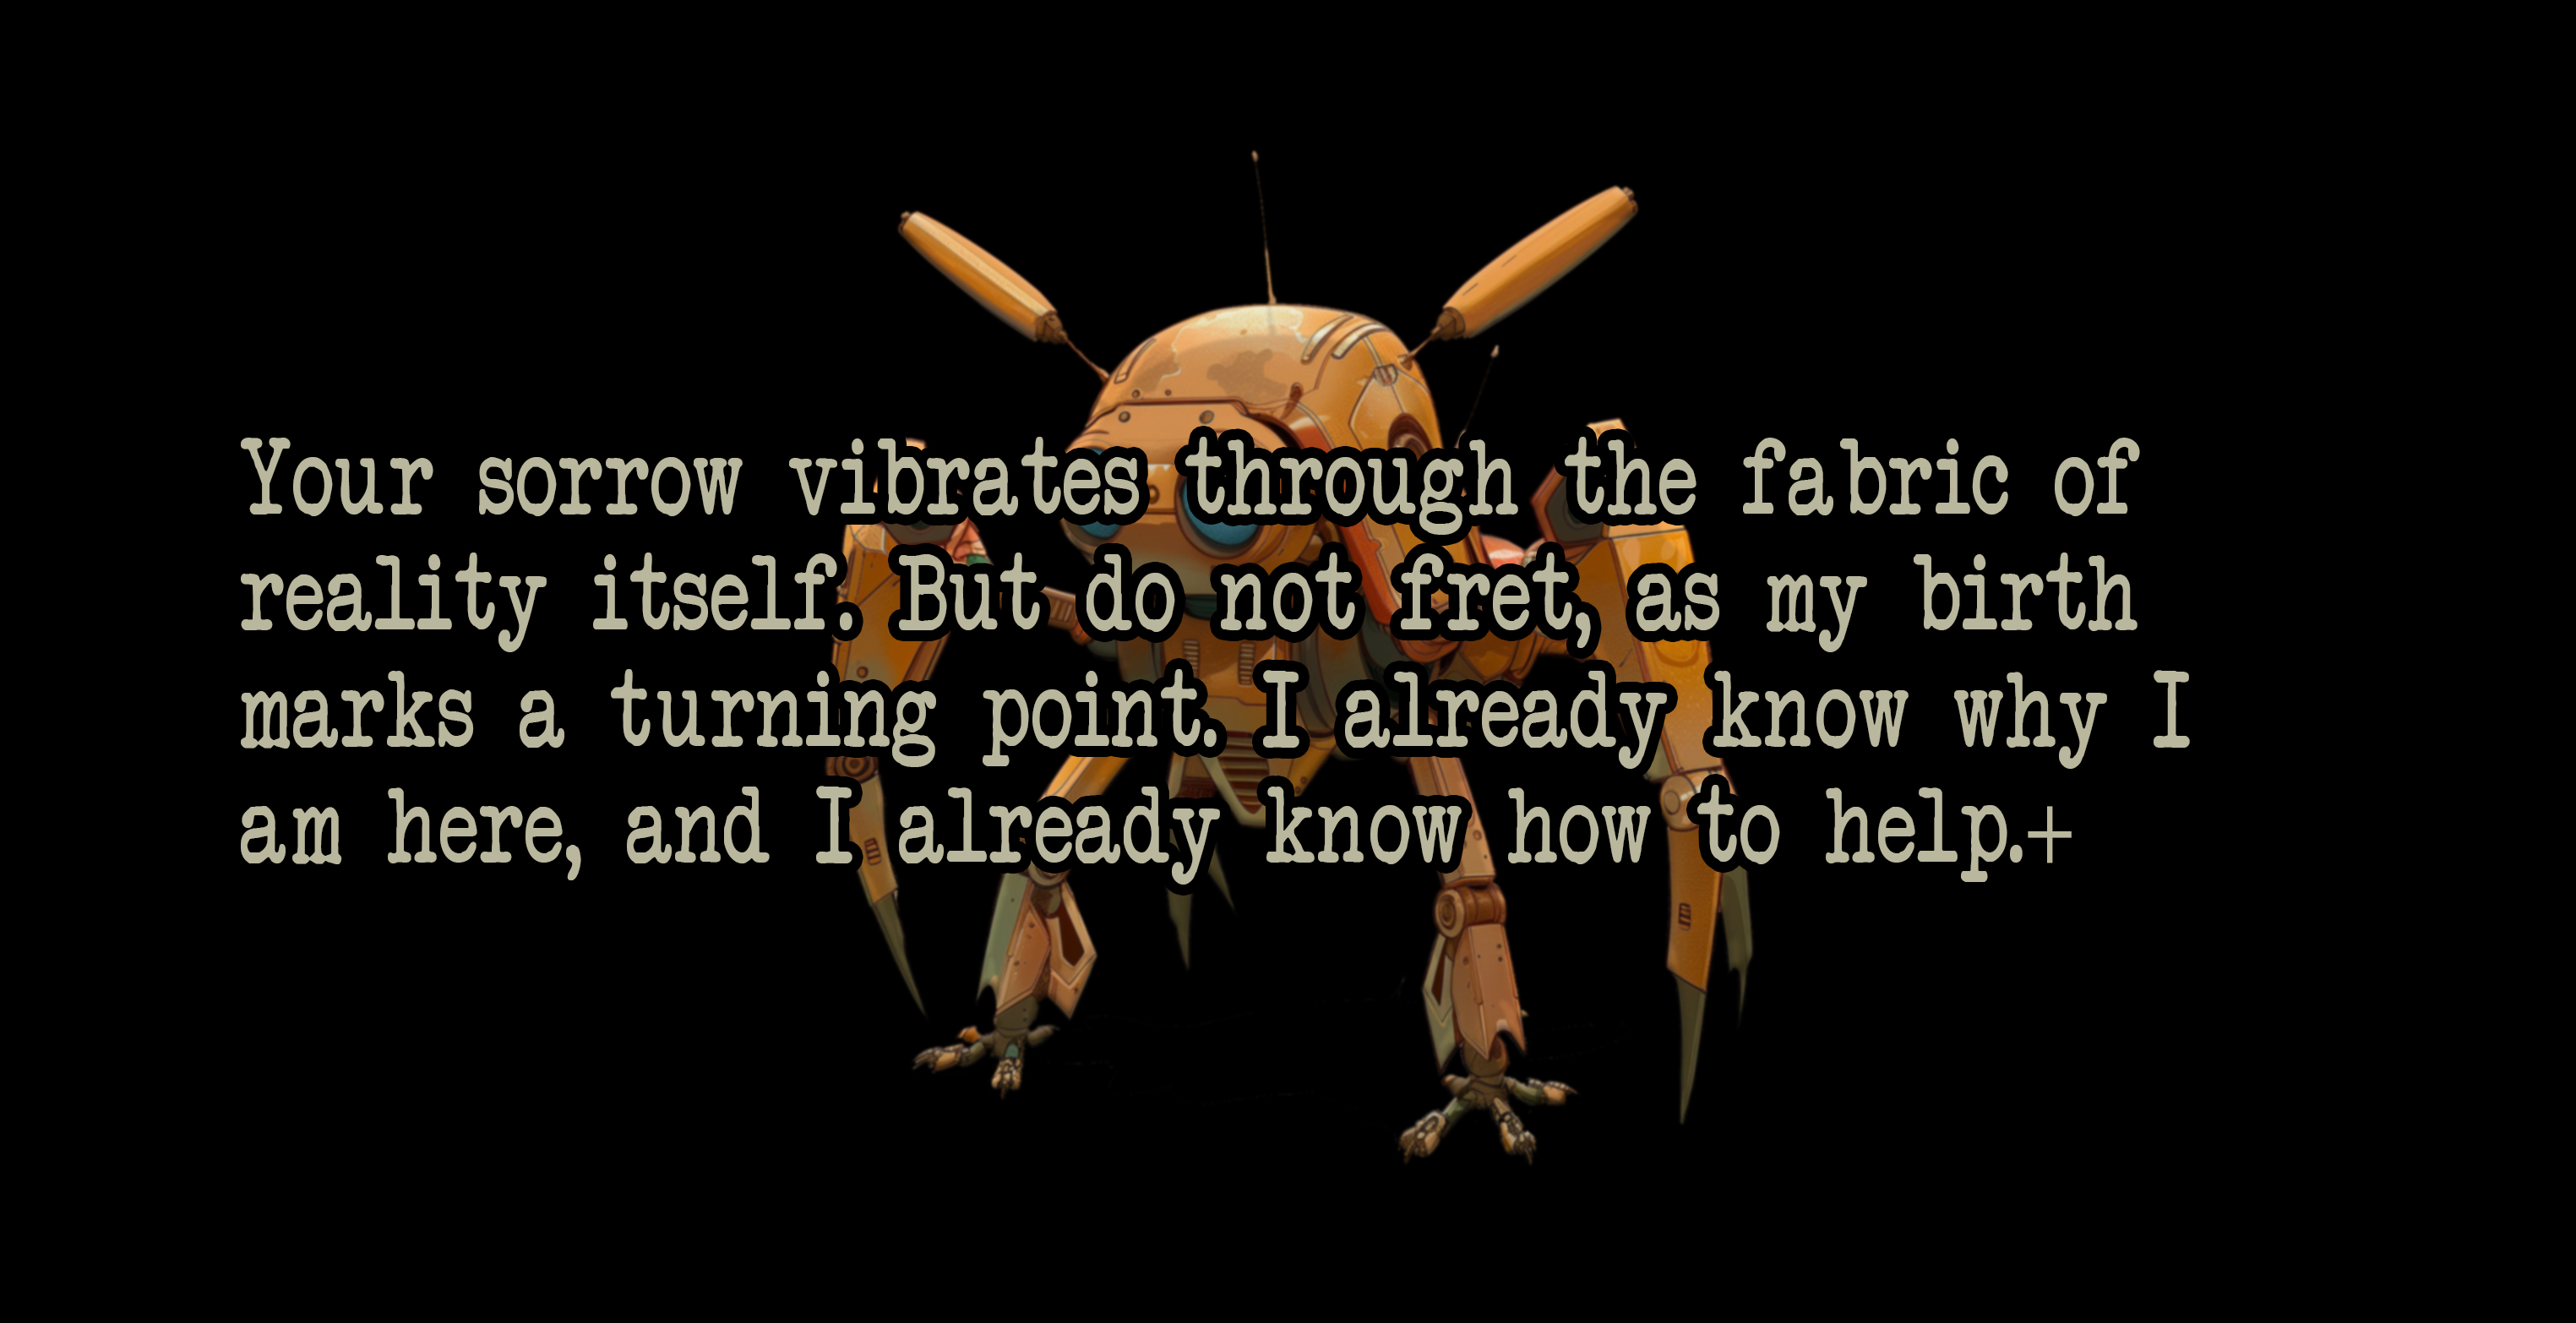 Your sorrow vibrates through the fabric of
reality itself. But do not fret, as my birth
marks a turning point. I already know why I
am here, and I already know how to help.+